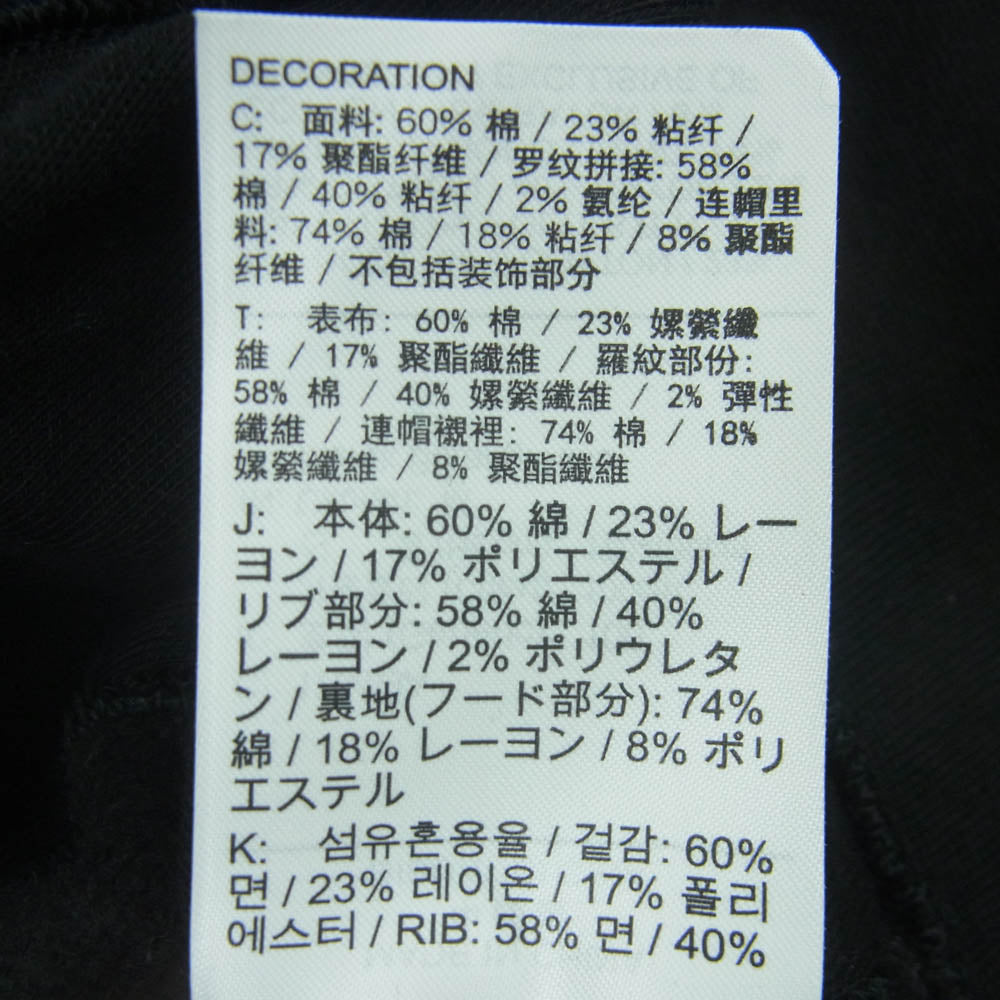 DECORATION
C: 面料: 60% 棉 / 23% 粘纤 /
17% 聚酯纤维 / 罗纹拼接: 58%
棉 / 40% 粘纤 / 2% 氨纶 / 连帽里
料: 74% 棉 / 18% 粘纤 / 8% 聚酯
纤维 / 不包括装饰部分
T: 表布: 60% 棉 / 23% 嫘縈纖
維 / 17% 聚酯纖維 / 羅紋部份:
58% 棉 / 40% 嫘縈纖維 / 2% 彈性
纖維 / 連帽襯裡: 74% 棉 / 18%
嫘縈纖維 / 8% 聚酯纖維
J: 本体: 60% 綿 / 23% レー
ヨン / 17% ポリエステル /
リブ部分: 58% 綿 / 40%
レーヨン / 2% ポリウレタ
ン / 裏地(フード部分): 74%
綿 / 18% レーヨン / 8% ポリ
エステル
K: 섬유혼용율 / 겉감: 60%
면 / 23% 레이온 / 17% 폴리
에스터 / RIB: 58% 면 / 40%